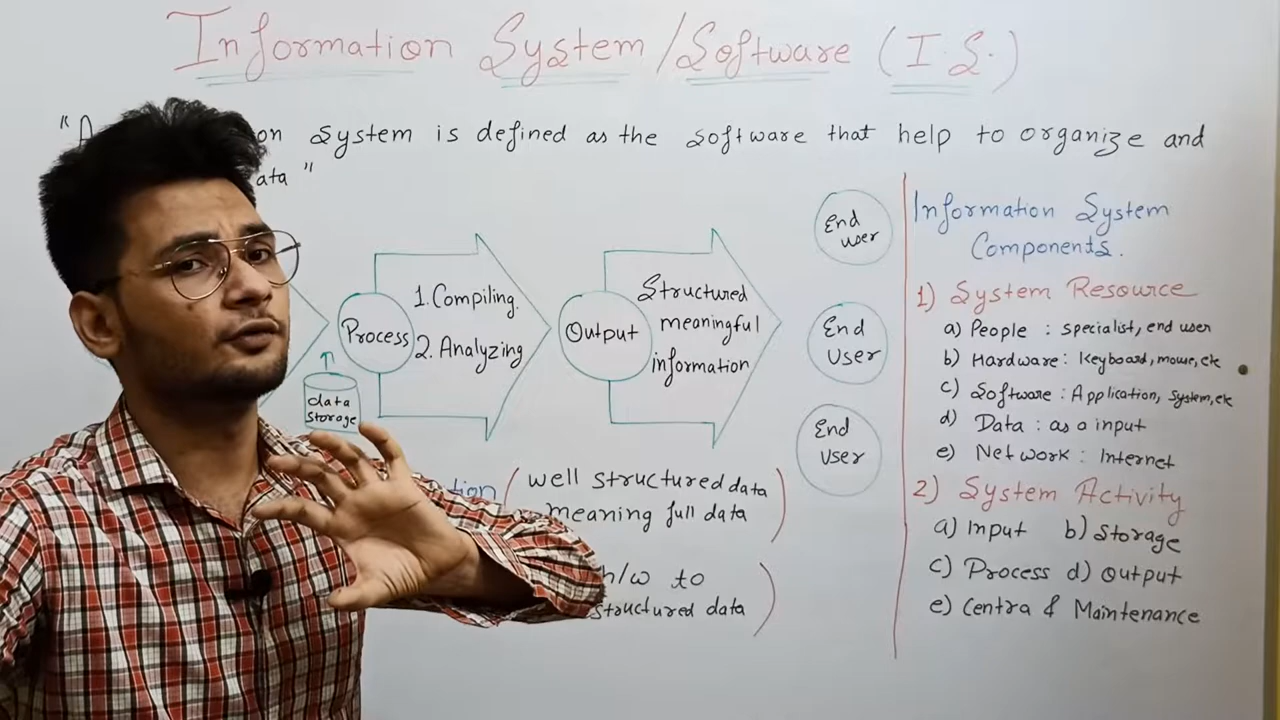 Information System/Software (I.S.)
"A on System is defined as the software that help to organize and
ata"
Process
1. Compiling.
2. Analyzing
data
storage
Output
Structured
meaningful
information
End
user
End
user
End
user
tion (well structured data
meaning full data)
h/w to
structured data)
Information System
Components.
1) System Resource
a) People : specialist, end user
b) Hardware : Keyboard, mouse, etc
c) Software : Application, System, etc
d) Data : as a input
e) Network : Internet
2) System Activity
a) Input b) Storage
c) Process d) Output
e) Centra & Maintenance